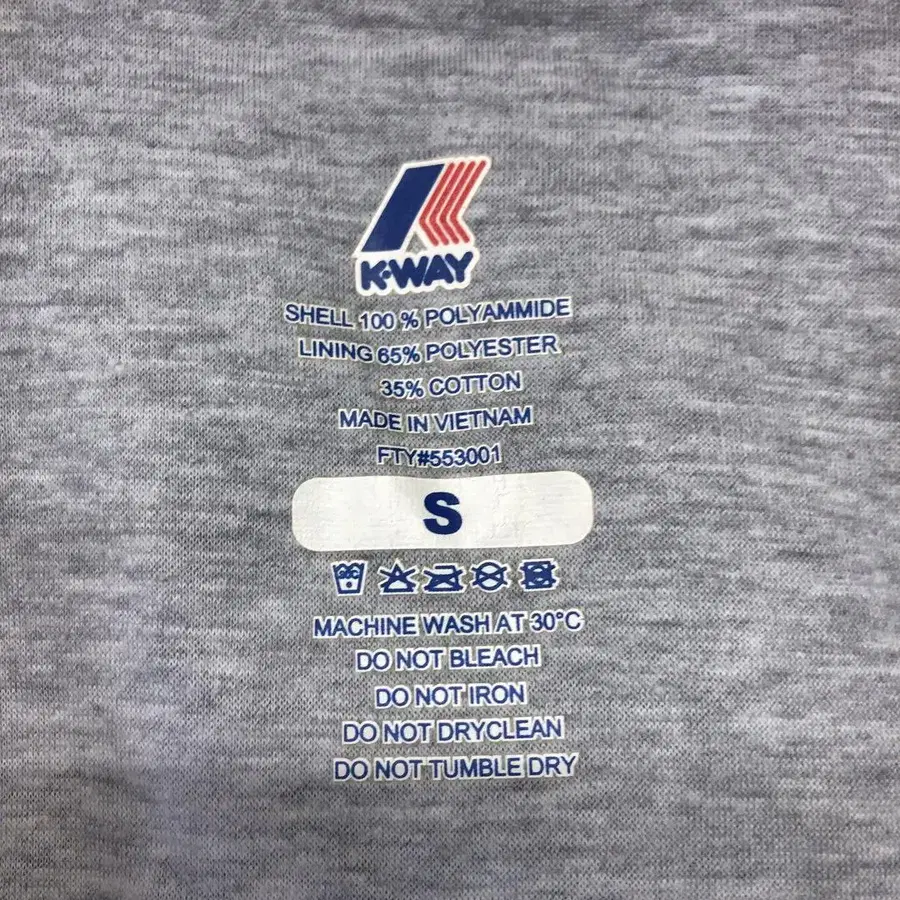 K·WAY
SHELL 100 % POLYAMMIDE
LINING 65% POLYESTER
35% COTTON
MADE IN VIETNAM
FTY#553001
S
MACHINE WASH AT 30°C
DO NOT BLEACH
DO NOT IRON
DO NOT DRYCLEAN
DO NOT TUMBLE DRY